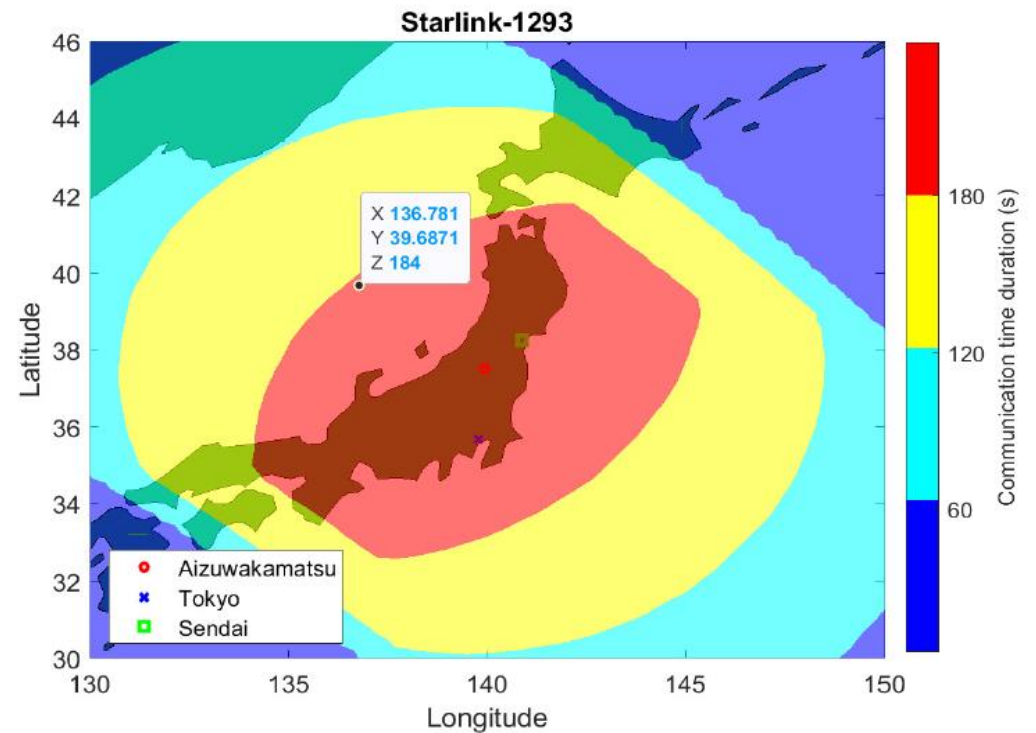 Starlink-1293
46
44
42
40
38
36
34
32
30
Latitude
X 136.781
Y 39.6871
Z 184
Aizuwakamatsu
Tokyo
Sendai
130
135
140
145
150
Longitude
180
120
60
Communication time duration (s)